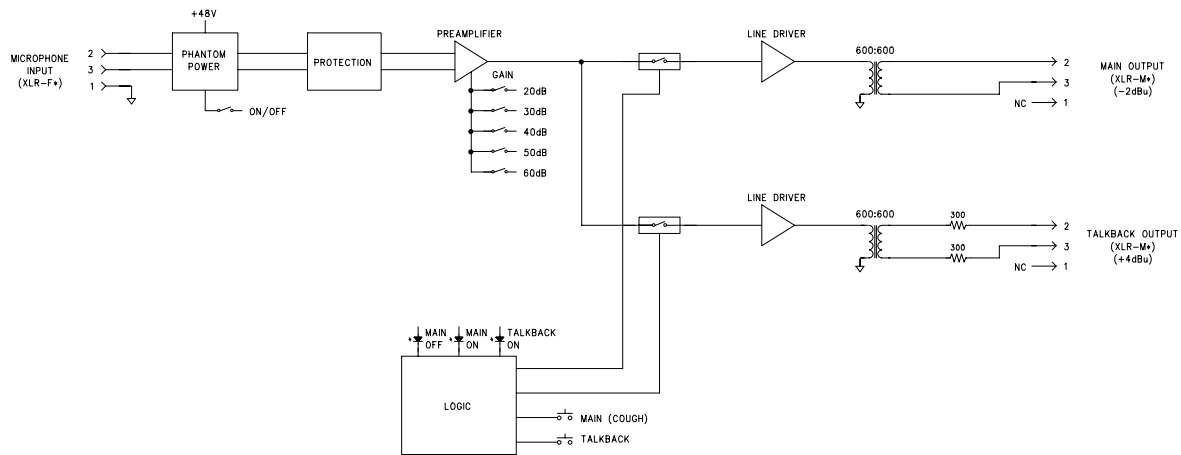 +48V
MICROPHONE
INPUT
(XLR-F*)
2
3
1
PHANTOM
POWER
ON/OFF
PROTECTION
PREAMPLIFIER
GAIN
20dB
30dB
40dB
50dB
60dB
LINE DRIVER
600:600
2
3
NC
1
MAIN OUTPUT
(XLR-M*)
(-2dBu)
LINE DRIVER
600:600
300
300
2
3
NC
1
TALKBACK OUTPUT
(XLR-M*)
(+4dBu)
MAIN
OFF
MAIN
ON
TALKBACK
ON
LOGIC
MAIN (COUGH)
TALKBACK